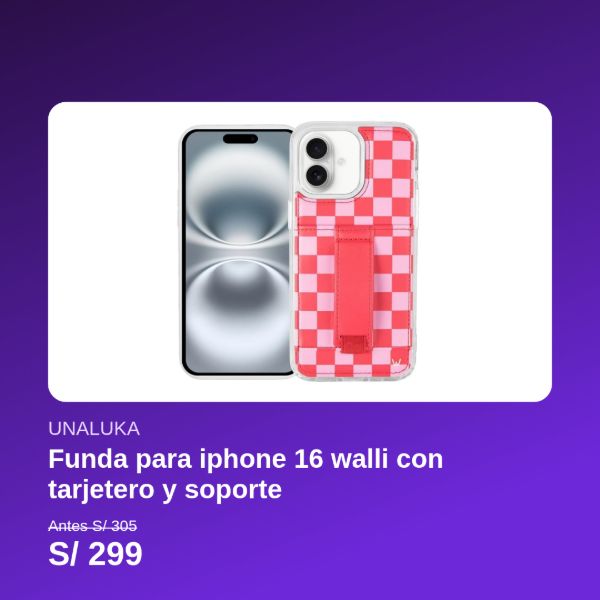 UNALUKA
Funda para iphone 16 walli con
tarjetero y soporte
Antes S/ 305
S/ 299